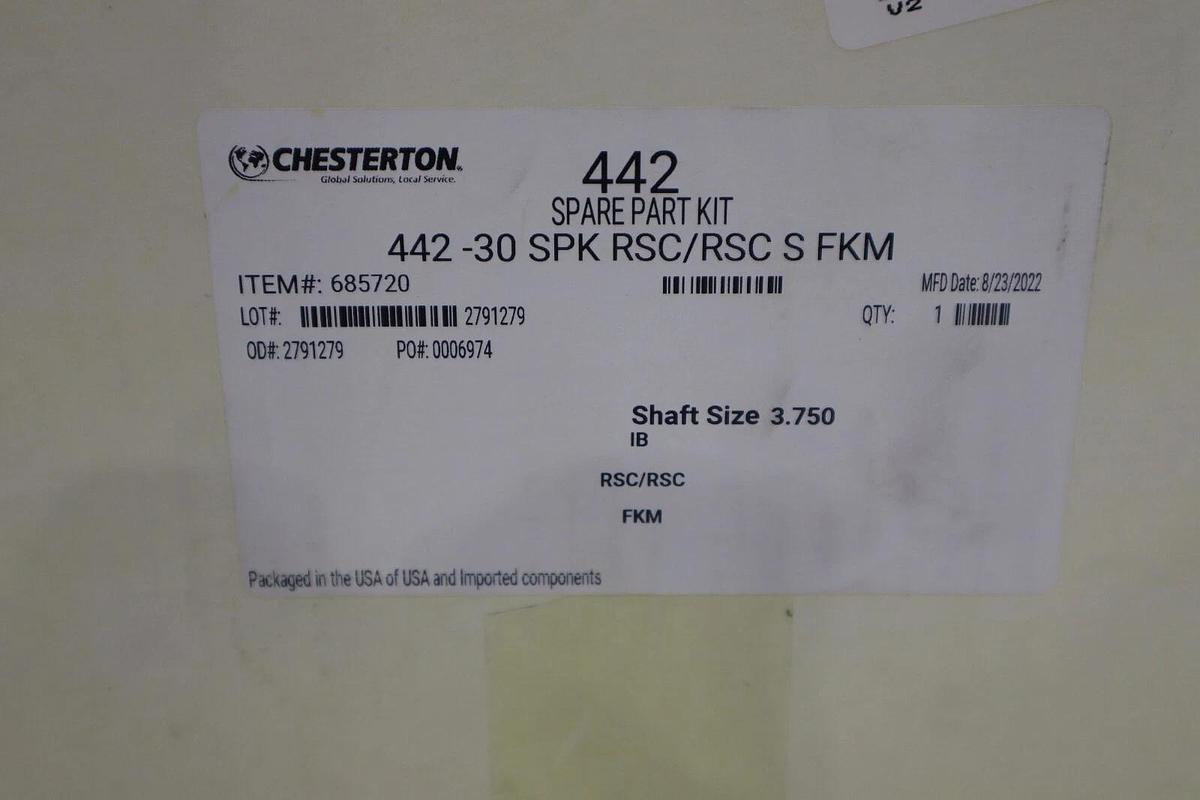 U2
CHESTERTON
Global Solutions, Local Service.
442
SPARE PART KIT
442 -30 SPK RSC/RSC S FKM
ITEM#: 685720
MFD Date: 8/23/2022
LOT#: 2791279
QTY: 1
OD#: 2791279 PO#: 0006974
Shaft Size 3.750
IB
RSC/RSC
FKM
Packaged in the USA of USA and Imported components